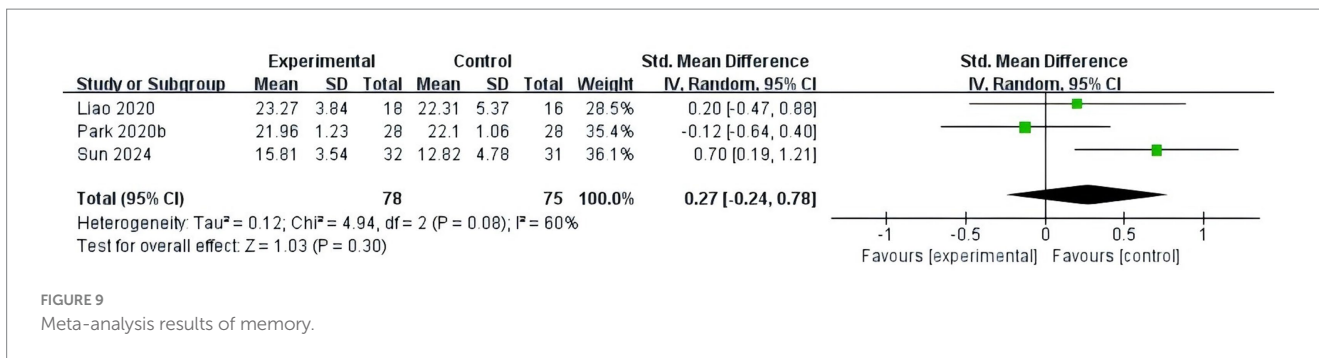 Experimental Control Std. Mean Difference Std. Mean Difference
Study or Subgroup Mean SD Total Mean SD Total Weight IV, Random, 95% CI IV, Random, 95% CI
Liao 2020 23.27 3.84 18 22.31 5.37 16 28.5% 0.20 [-0.47, 0.88]
Park 2020b 21.96 1.23 28 22.1 1.06 28 35.4% -0.12 [-0.64, 0.40]
Sun 2024 15.81 3.54 32 12.82 4.78 31 36.1% 0.70 [0.19, 1.21]
Total (95% CI) 78 75 100.0% 0.27 [-0.24, 0.78]
Heterogeneity: Tau² = 0.12; Chi² = 4.94, df = 2 (P = 0.08); I² = 60%
Test for overall effect: Z = 1.03 (P = 0.30)
-1 -0.5 0 0.5 1
Favours [experimental] Favours [control]
FIGURE 9
Meta-analysis results of memory.